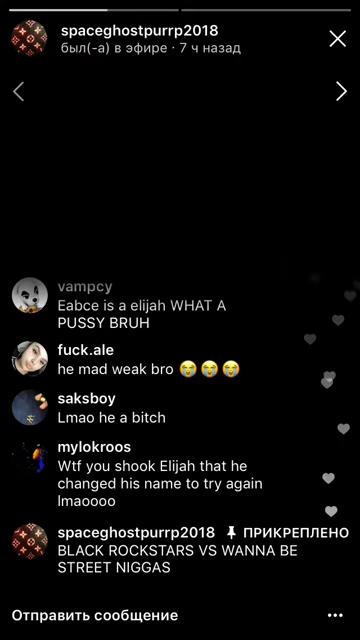 spaceghostpurrp2018
был(-а) в эфире · 7 ч назад
vampcy
Eabce is a elijah WHAT A
PUSSY BRUH
fuck.ale
he mad weak bro 😭😭😭
saksboy
Lmao he a bitch
mylokroos
Wtf you shook Elijah that he
changed his name to try again
lmaoooo
spaceghostpurrp2018 📌 ПРИКРЕПЛЕНО
BLACK ROCKSTARS VS WANNA BE
STREET NIGGAS
Отправить сообщение